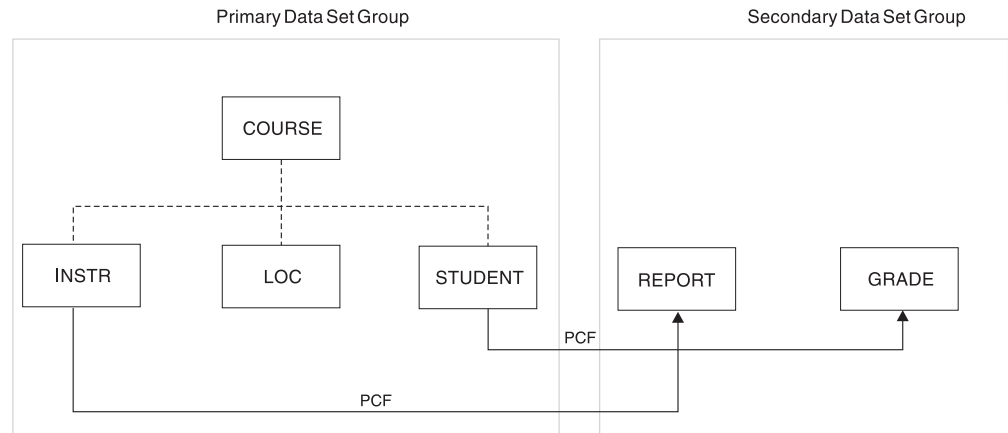 Primary Data Set Group
Secondary Data Set Group
COURSE
INSTR
LOC
STUDENT
REPORT
GRADE
PCF
PCF